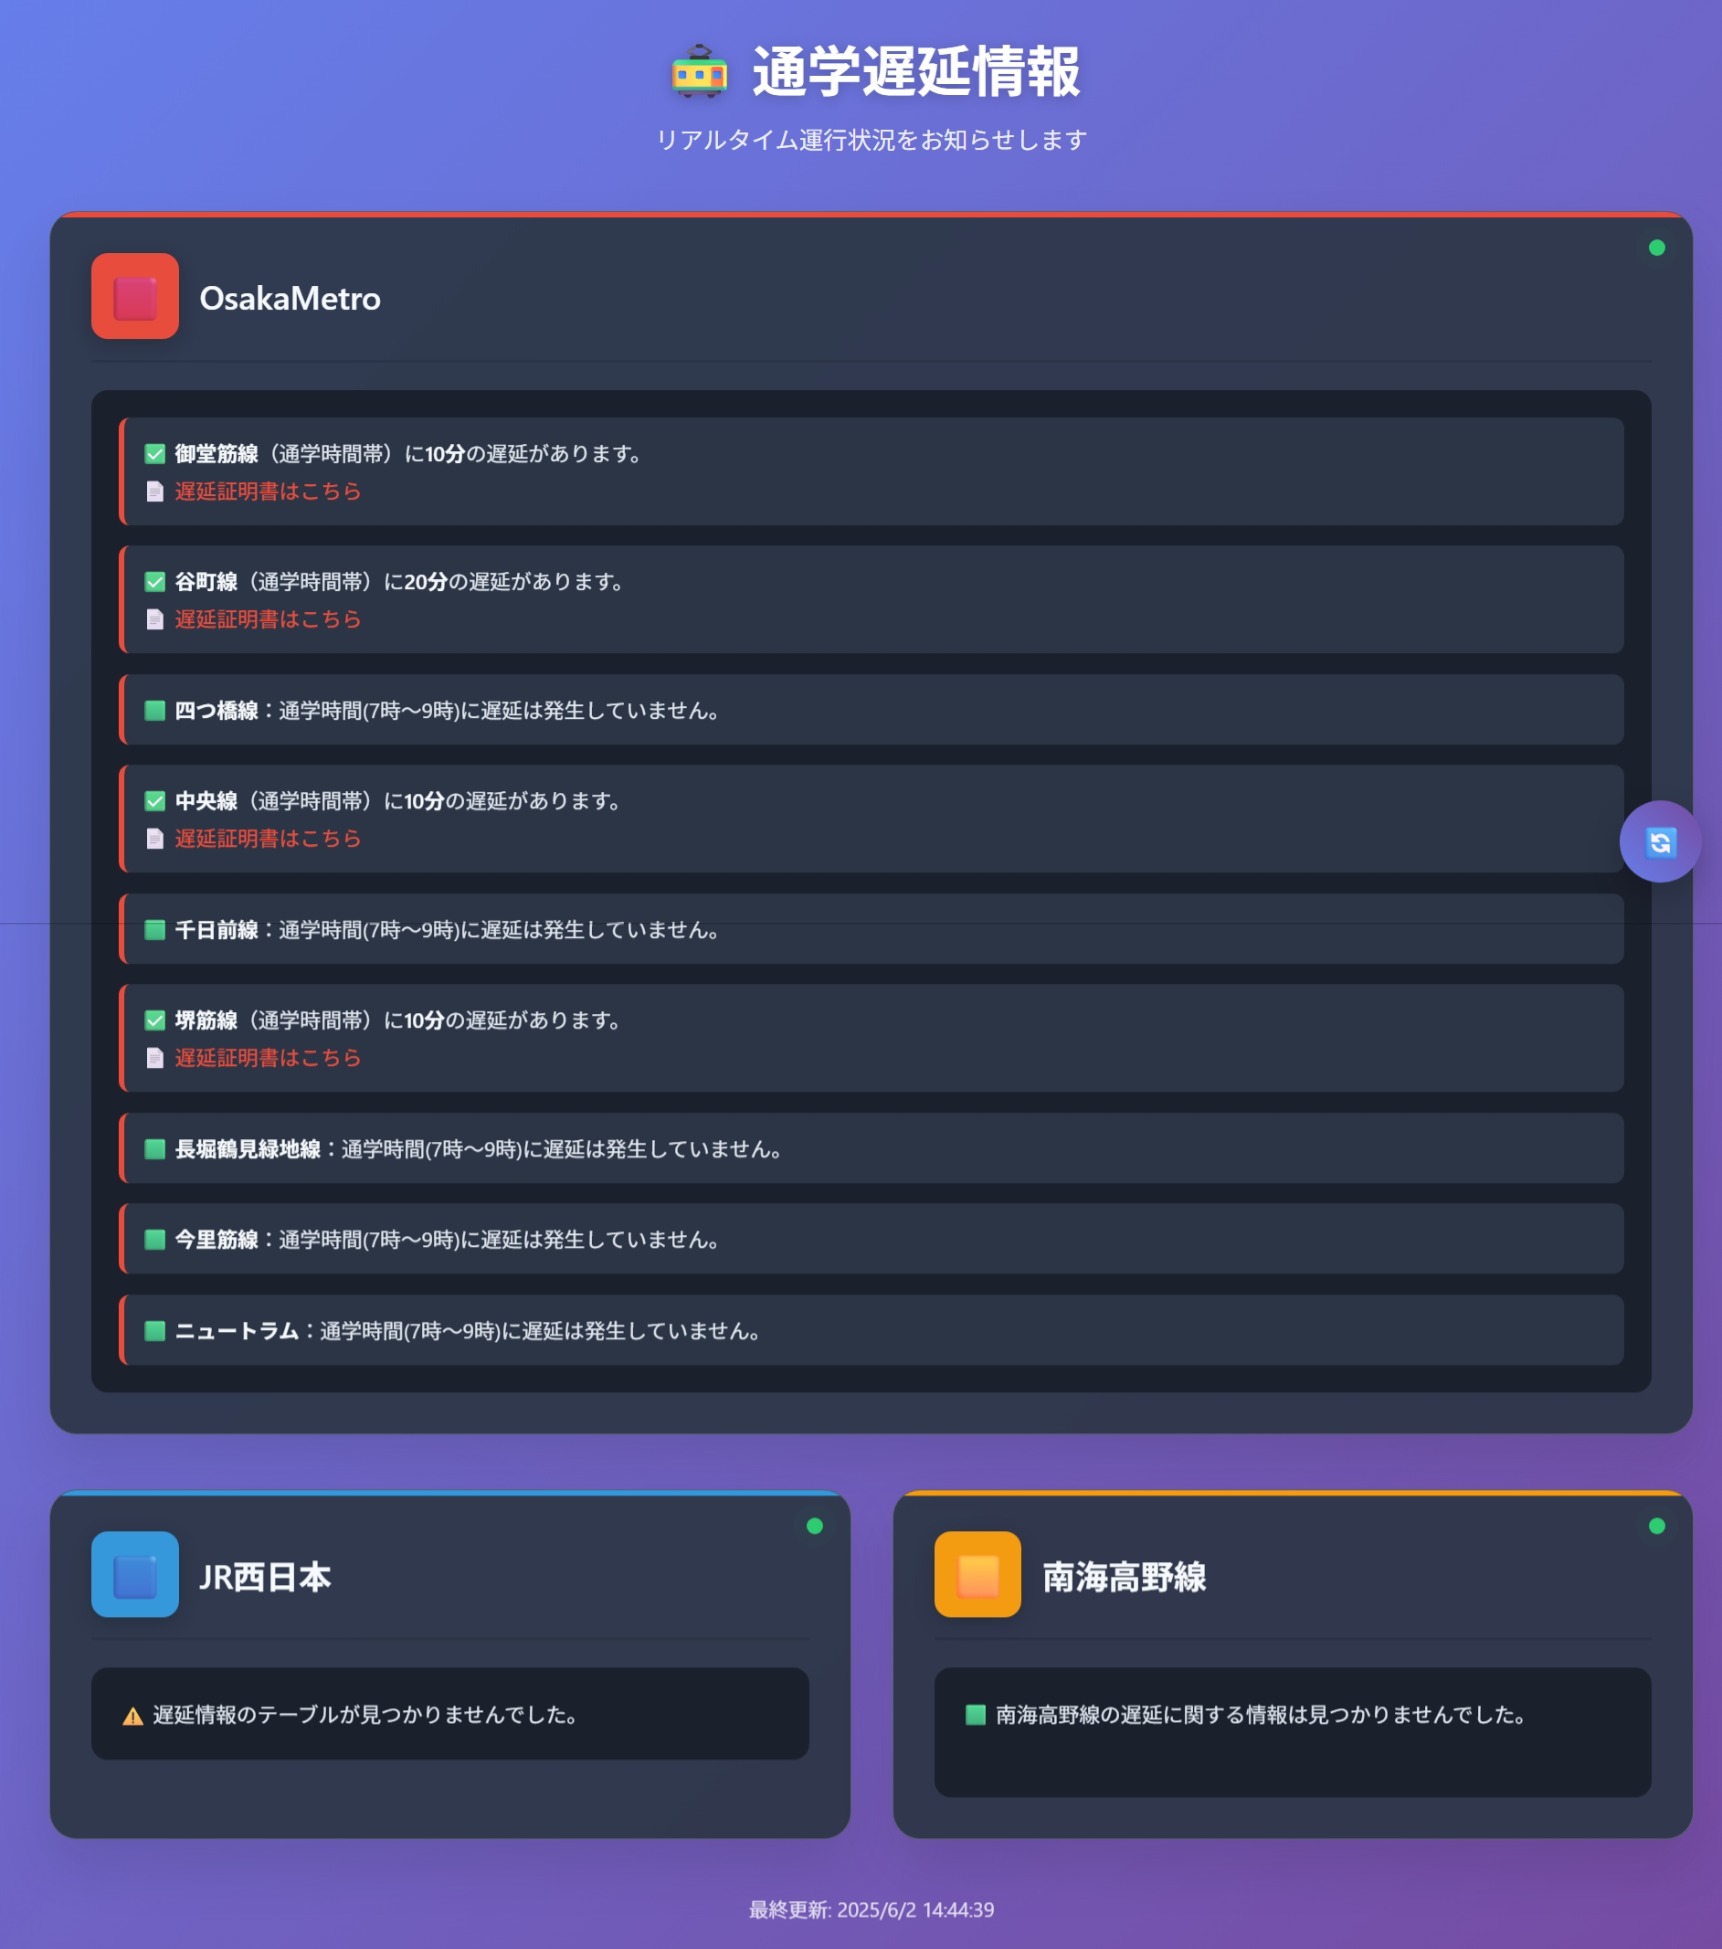 通学遅延情報
リアルタイム運行状況をお知らせします
OsakaMetro
御堂筋線（通学時間帯）に10分の遅延があります。
遅延証明書はこちら
谷町線（通学時間帯）に20分の遅延があります。
遅延証明書はこちら
四つ橋線：通学時間(7時～9時)に遅延は発生していません。
中央線（通学時間帯）に10分の遅延があります。
遅延証明書はこちら
千日前線：通学時間(7時～9時)に遅延は発生していません。
堺筋線（通学時間帯）に10分の遅延があります。
遅延証明書はこちら
長堀鶴見緑地線：通学時間(7時～9時)に遅延は発生していません。
今里筋線：通学時間(7時～9時)に遅延は発生していません。
ニュートラム：通学時間(7時～9時)に遅延は発生していません。
JR西日本
遅延情報のテーブルが見つかりませんでした。
南海高野線
南海高野線の遅延に関する情報は見つかりませんでした。
最終更新: 2025/6/2 14:44:39